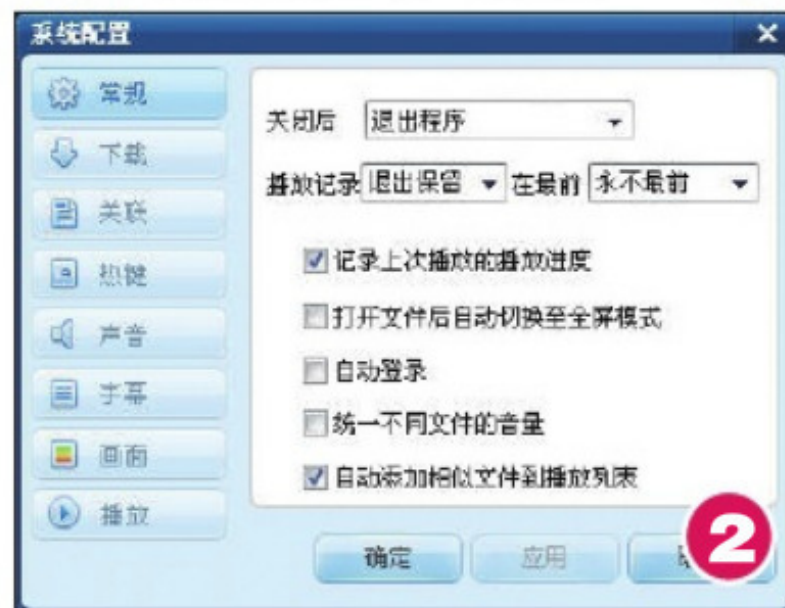 系统配置
常规
下载
关联
热键
声音
字幕
画面
播放
关闭后 退出程序
播放记录 退出保留 在最前 永不最前
记录上次播放的播放进度
打开文件后自动切换至全屏模式
自动登录
统一不同文件的音量
自动添加相似文件到播放列表
确定 应用
2